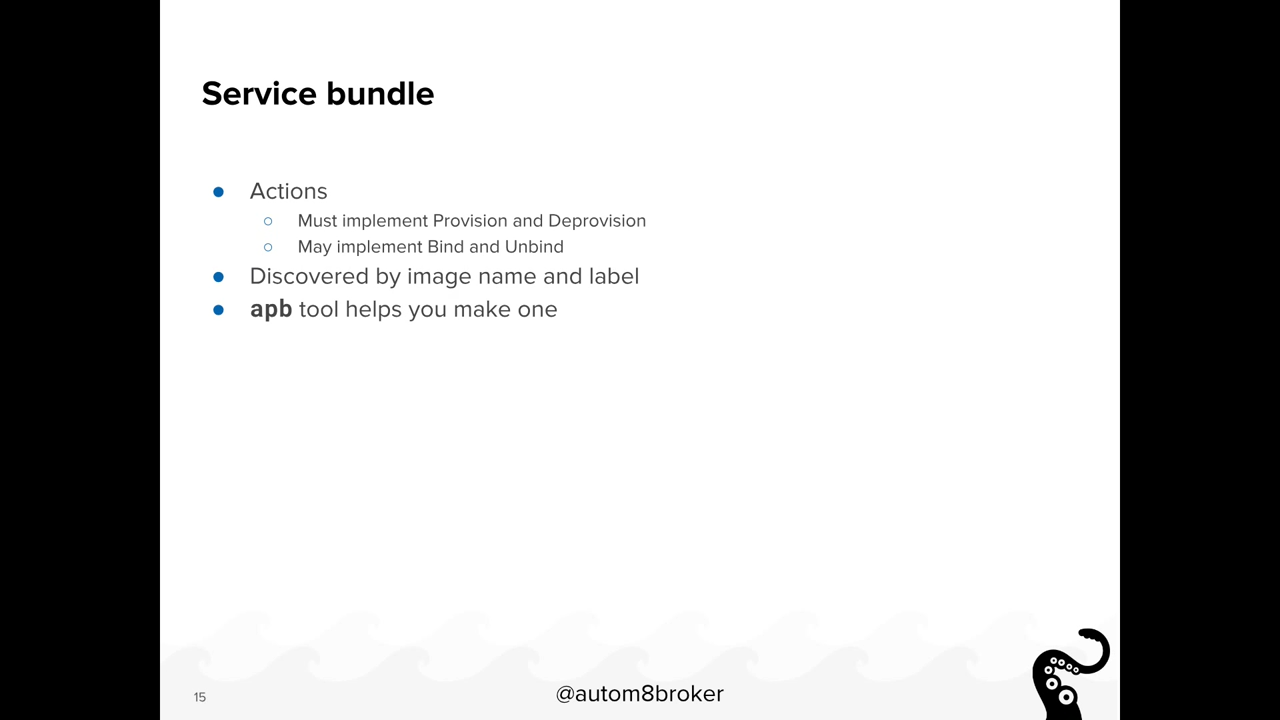 Service bundle
● Actions
○ Must implement Provision and Deprovision
○ May implement Bind and Unbind
● Discovered by image name and label
● apb tool helps you make one
15
@autom8broker